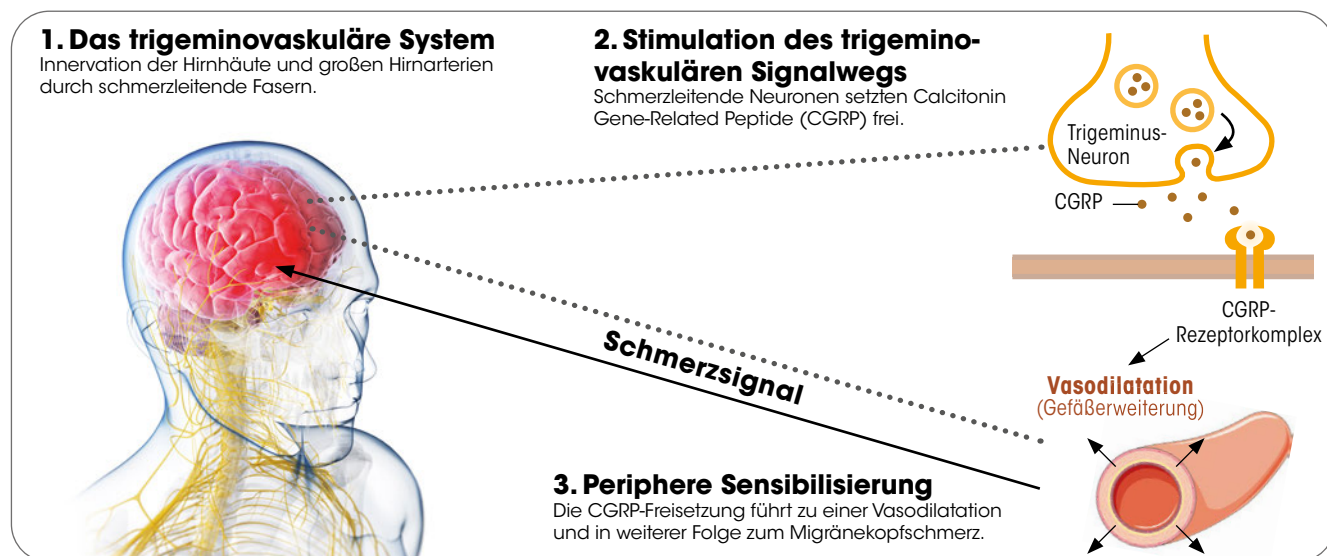 1. Das trigeminovaskuläre System
Innervation der Hirnhäute und großen Hirnarterien
durch schmerzleitende Fasern.
2. Stimulation des trigemino-
vaskulären Signalwegs
Schmerzleitende Neuronen setzten Calcitonin
Gene-Related Peptide (CGRP) frei.
Trigeminus-
Neuron
CGRP
CGRP-
Rezeptorkomplex
Schmerzsignal
Vasodilatation
(Gefäßerweiterung)
3. Periphere Sensibilisierung
Die CGRP-Freisetzung führt zu einer Vasodilatation
und in weiterer Folge zum Migränekopfschmerz.